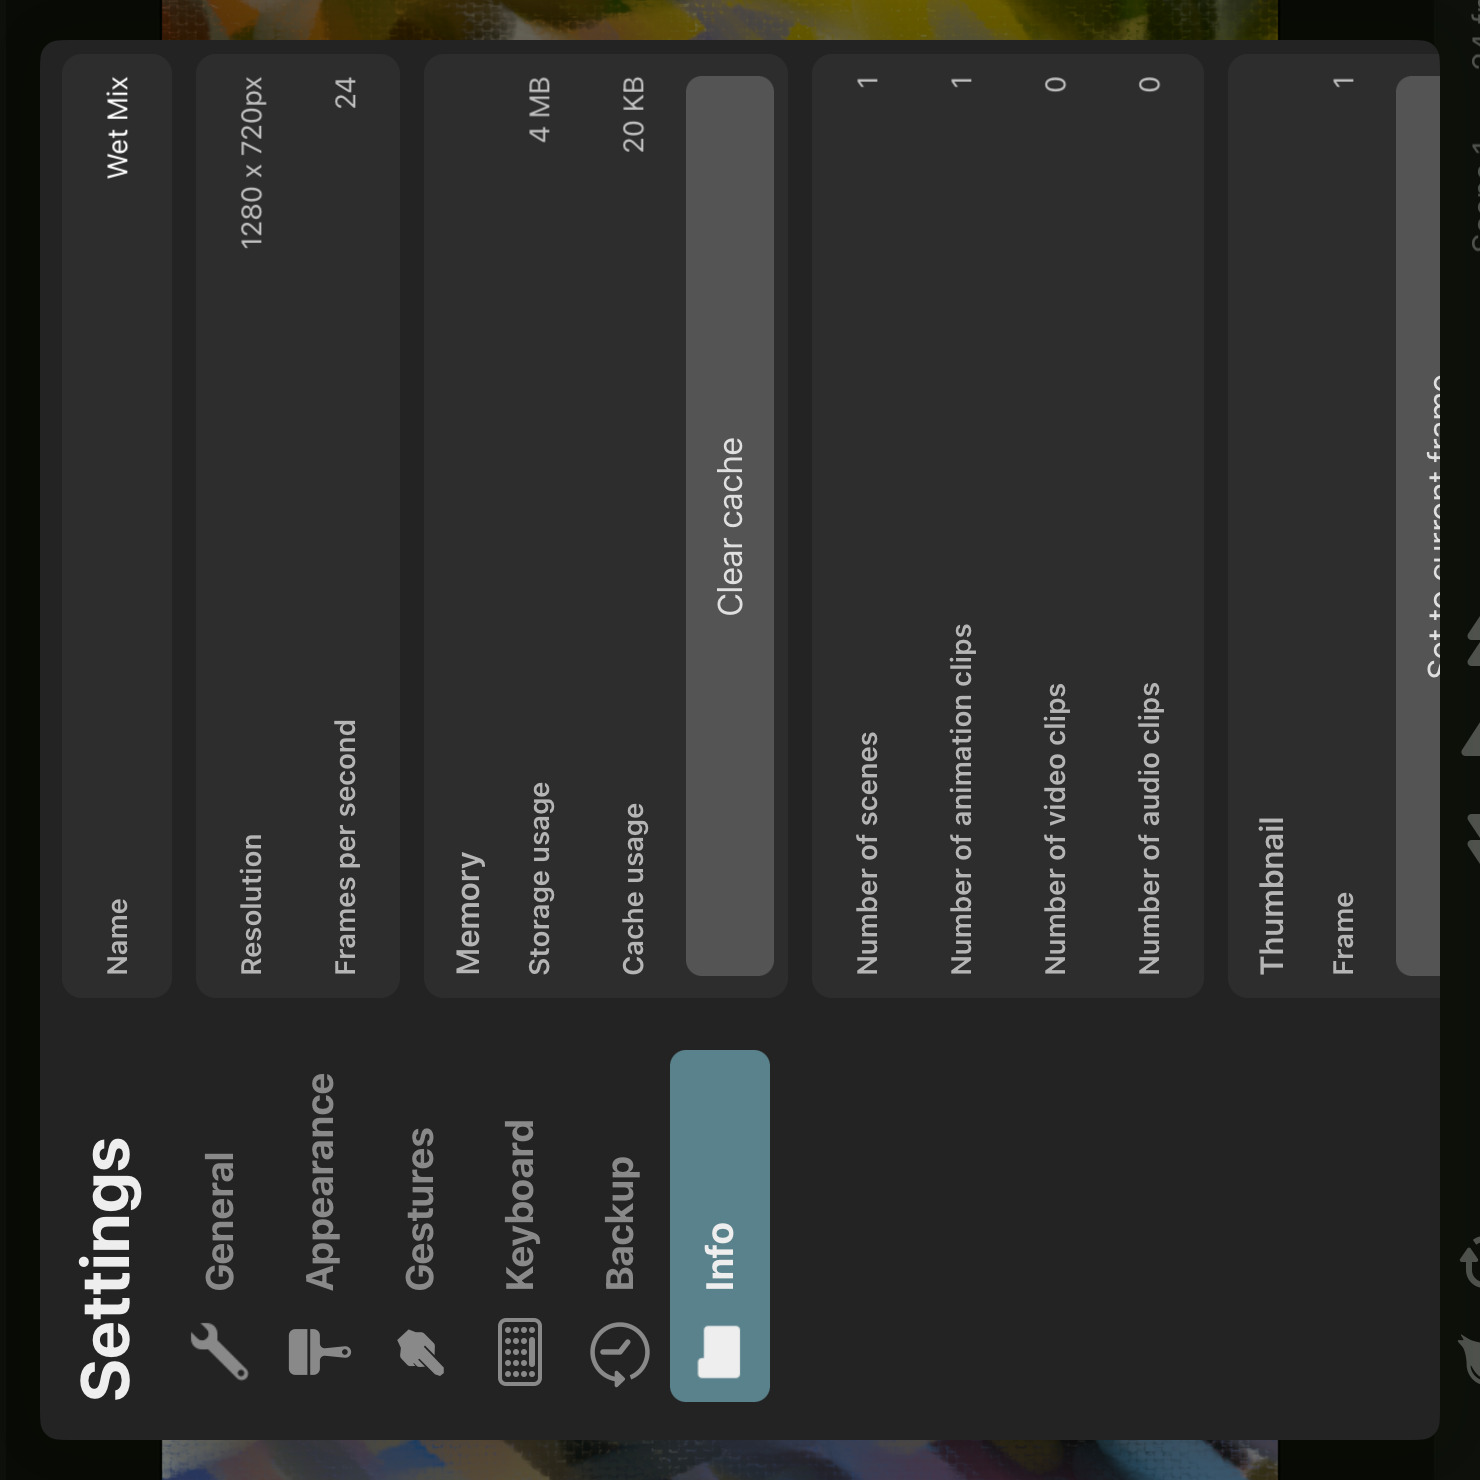 Settings
General
Appearance
Gestures
Keyboard
Backup
Info
Name Wet Mix
Resolution 1280 x 720px
Frames per second 24
Memory
Storage usage 4 MB
Cache usage 20 KB
Clear cache
Number of scenes 1
Number of animation clips 1
Number of video clips 0
Number of audio clips 0
Thumbnail
Frame 1
Set to current frame
Scene 1